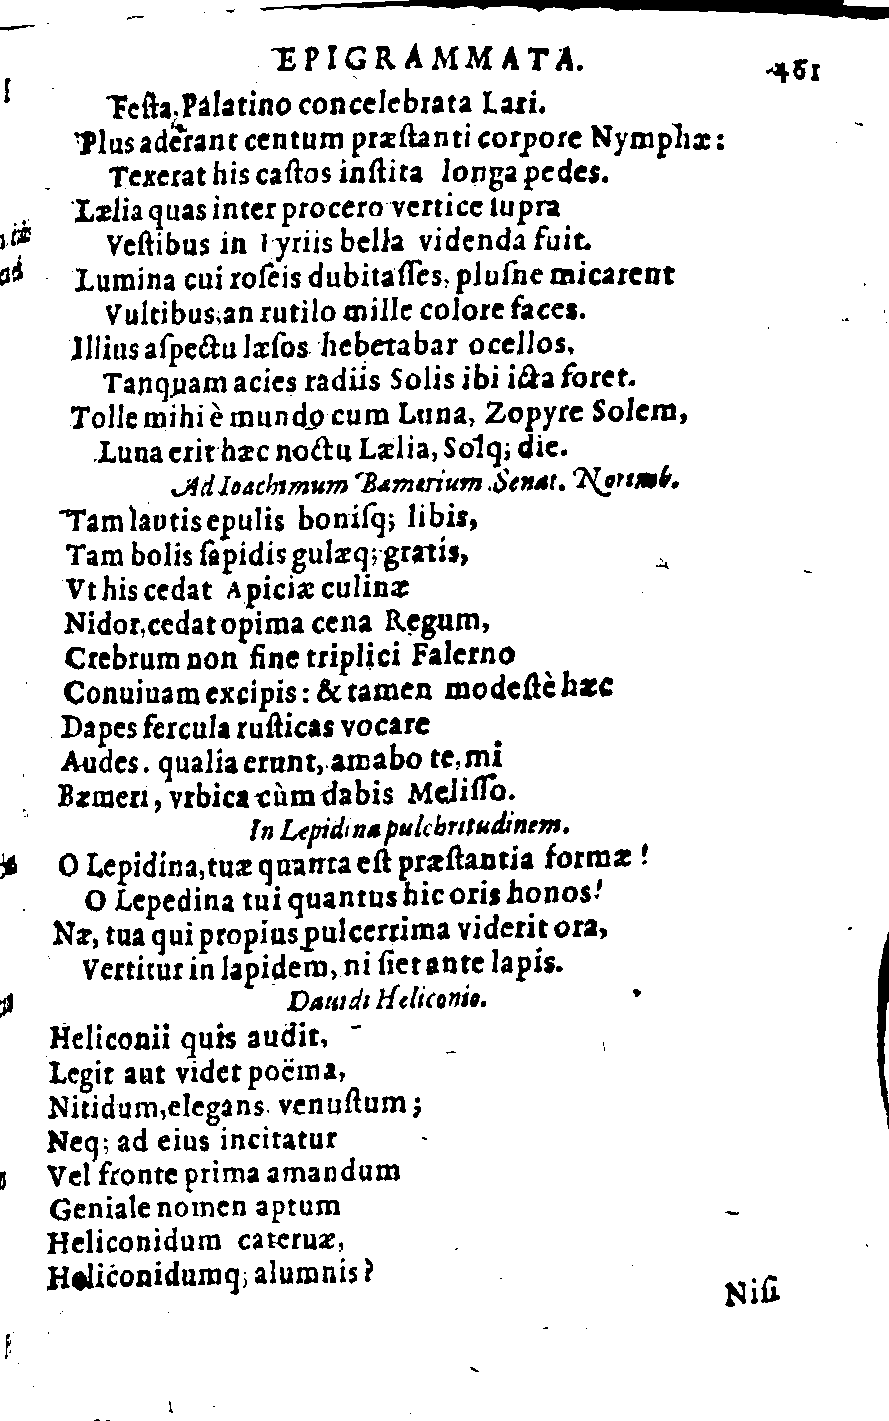 EPIGRAMMATA. 461
Feſta, Palatino concelebrata Lari.
Plus aderant centum præſtanti corpore Nymphæ:
Texerat his caſtos inſtita longa pedes.
Lælia quas inter procero vertice ſupra
Veſtibus in Tyriis bella videnda fuit.
Lumina cui roſeis dubitaſſes, pluſne micarent
Vultibus, an rutilo mille colore faces.
Illius aſpectu læſos hebetabar ocellos,
Tanquam acies radiis Solis ibi icta foret.
Tolle mihi è mundo cum Luna, Zopyre Solem,
Luna erit hæc noctu Lælia, Solq; die.
Ad Ioachimum Bamerium Senat. Norimb.
Tam lautis epulis boniſq; libis,
Tam bolis ſapidis gulæq; gratis,
Vt his cedat Apiciæ culinæ
Nidor, cedat opima cena Regum,
Crebrum non ſine triplici Falerno
Conuiuam excipis: & tamen modeſtè hæc
Dapes fercula ruſticas vocare
Audes. qualia erunt, amabo te, mi
Bæmeri, vrbica cùm dabis Meliſſo.
In Lepidinæ pulchritudinem.
O Lepidina, tuæ quanta eſt præſtantia formæ!
O Lepedina tui quantus hic oris honos!
Næ, tua qui propius pulcerrima viderit ora,
Vertitur in lapidem, ni ſiet ante lapis.
Dauidi Heliconio.
Heliconii quis audit,
Legit aut videt poëma,
Nitidum, elegans, venuſtum;
Neq; ad eius incitatur
Vel fronte prima amandum
Geniale nomen aptum
Heliconidum cateruæ,
Heliconidumq; alumnis?
Niſi